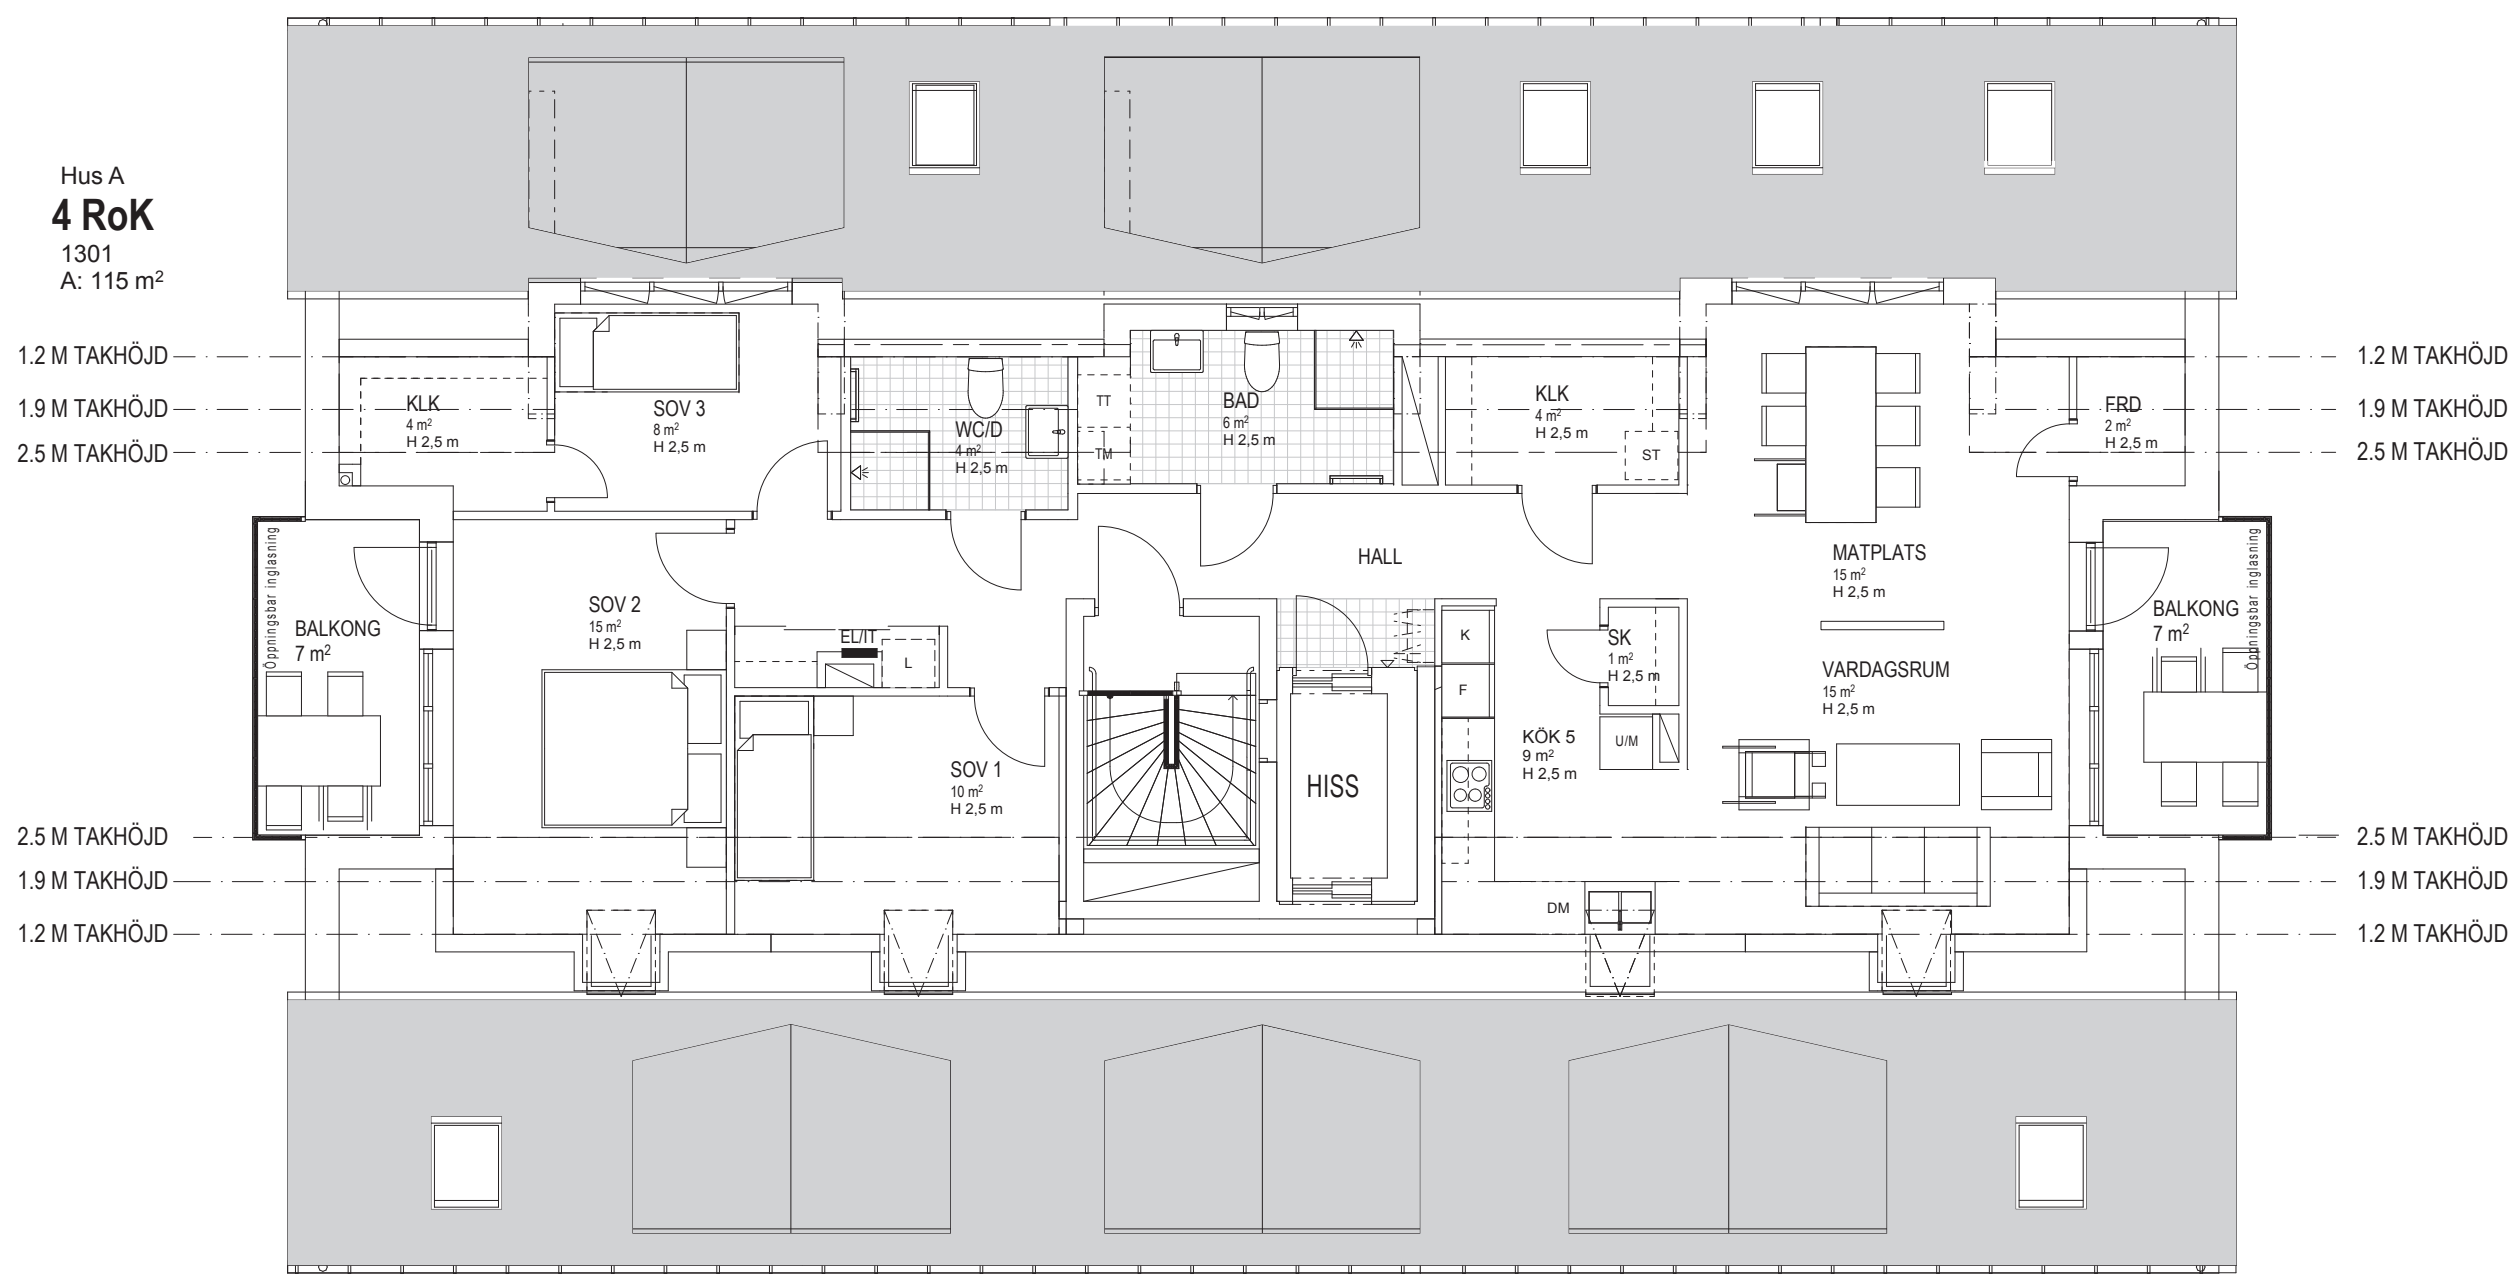 Hus A
4 RoK
1301
A: 115 m²
1.2 M TAKHÖJD
1.9 M TAKHÖJD
2.5 M TAKHÖJD
1.2 M TAKHÖJD
1.9 M TAKHÖJD
2.5 M TAKHÖJD
KLK
4 m²
H 2,5 m
SOV 3
8 m²
H 2,5 m
WC/D
4 m²
H 2,5 m
TT
TM
BAD
6 m²
H 2,5 m
KLK
4 m²
H 2,5 m
ST
FRD
2 m²
H 2,5 m
Öppningsbar inglasning
BALKONG
7 m²
SOV 2
15 m²
H 2,5 m
EL/IT
L
SOV 1
10 m²
H 2,5 m
HALL
HISS
K
F
SK
1 m²
H 2,5 m
U/M
KÖK 5
9 m²
H 2,5 m
DM
MATPLATS
15 m²
H 2,5 m
VARDAGSRUM
15 m²
H 2,5 m
BALKONG
7 m²
Öppningsbar inglasning
2.5 M TAKHÖJD
1.9 M TAKHÖJD
1.2 M TAKHÖJD
2.5 M TAKHÖJD
1.9 M TAKHÖJD
1.2 M TAKHÖJD